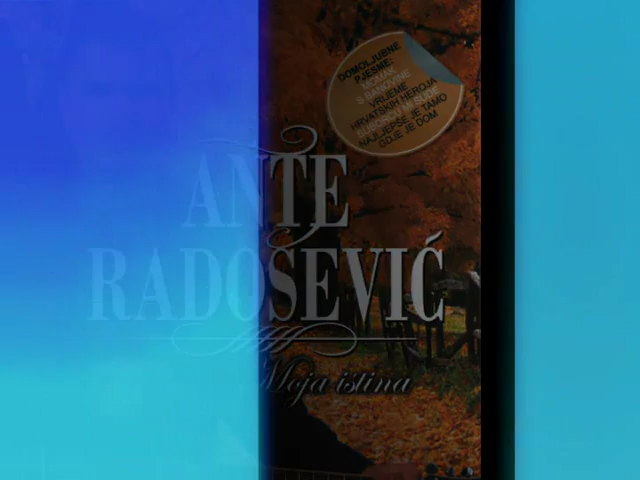 DOMOLJUBNE
PJESME:
VRIJEME
HRVATSKIH HEROJA
NAJLJEPŠE JE TAMO
GDJE JE DOM
ANTE
RADOŠEVIĆ
Moja istina